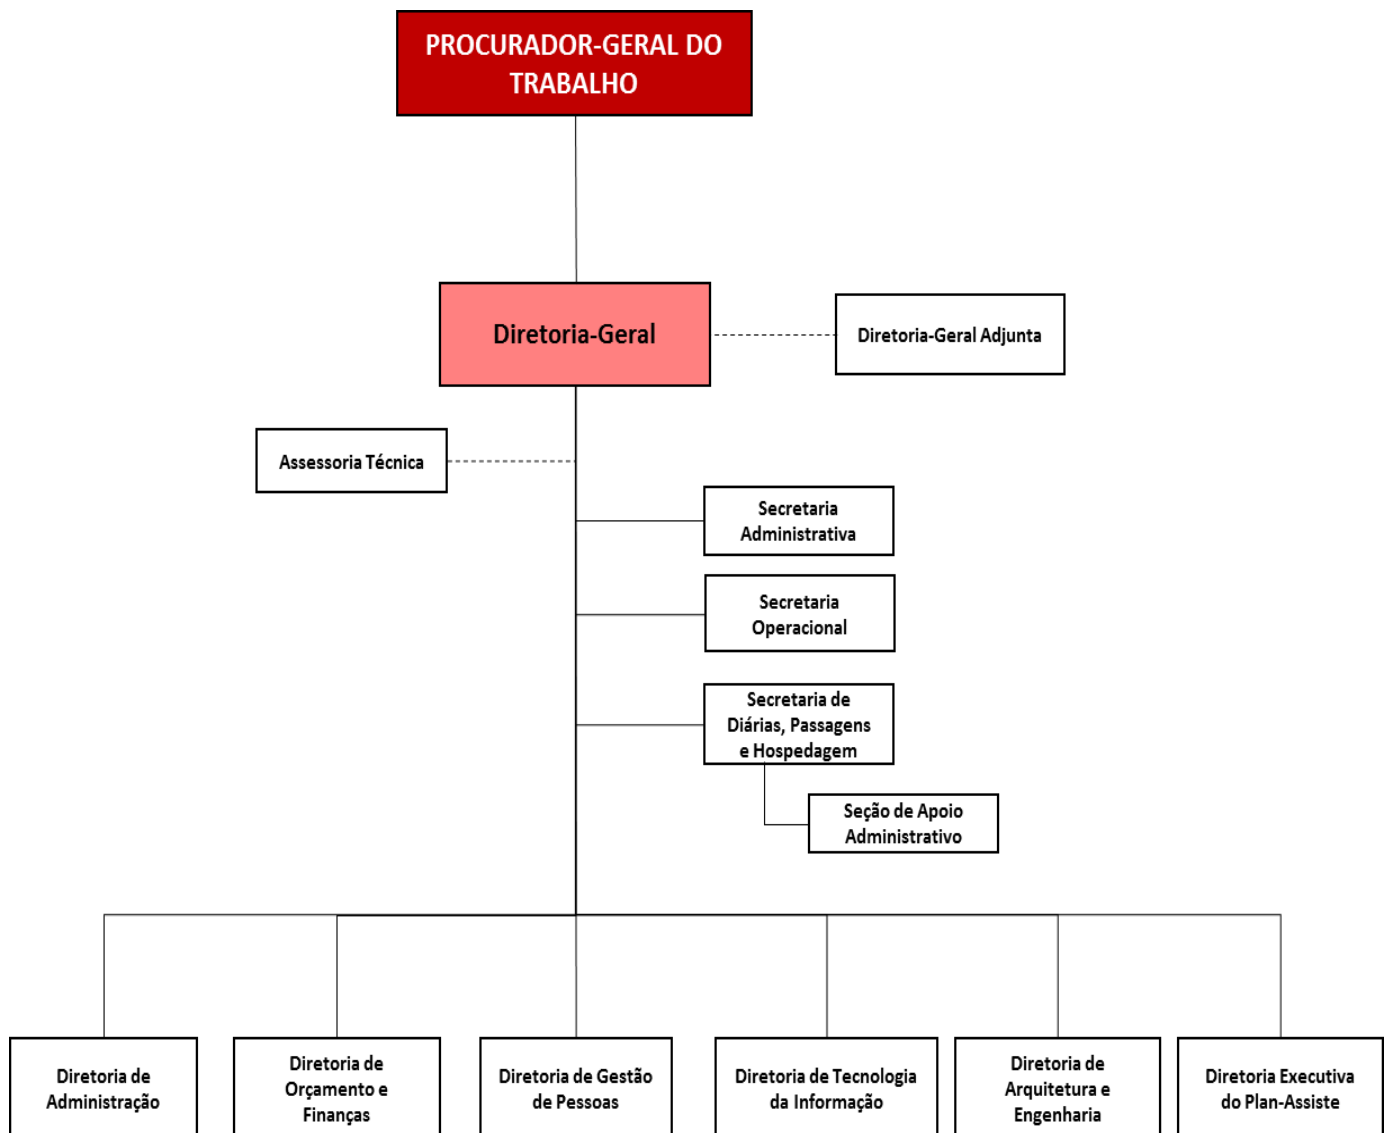 PROCURADOR-GERAL DO
TRABALHO
Diretoria-Geral
Diretoria-Geral Adjunta
Assessoria Técnica
Secretaria
Administrativa
Secretaria
Operacional
Secretaria de
Diárias, Passagens
e Hospedagem
Seção de Apoio
Administrativo
Diretoria de
Administração
Diretoria de
Orçamento e
Finanças
Diretoria de Gestão
de Pessoas
Diretoria de Tecnologia
da Informação
Diretoria de
Arquitetura e
Engenharia
Diretoria Executiva
do Plan-Assiste